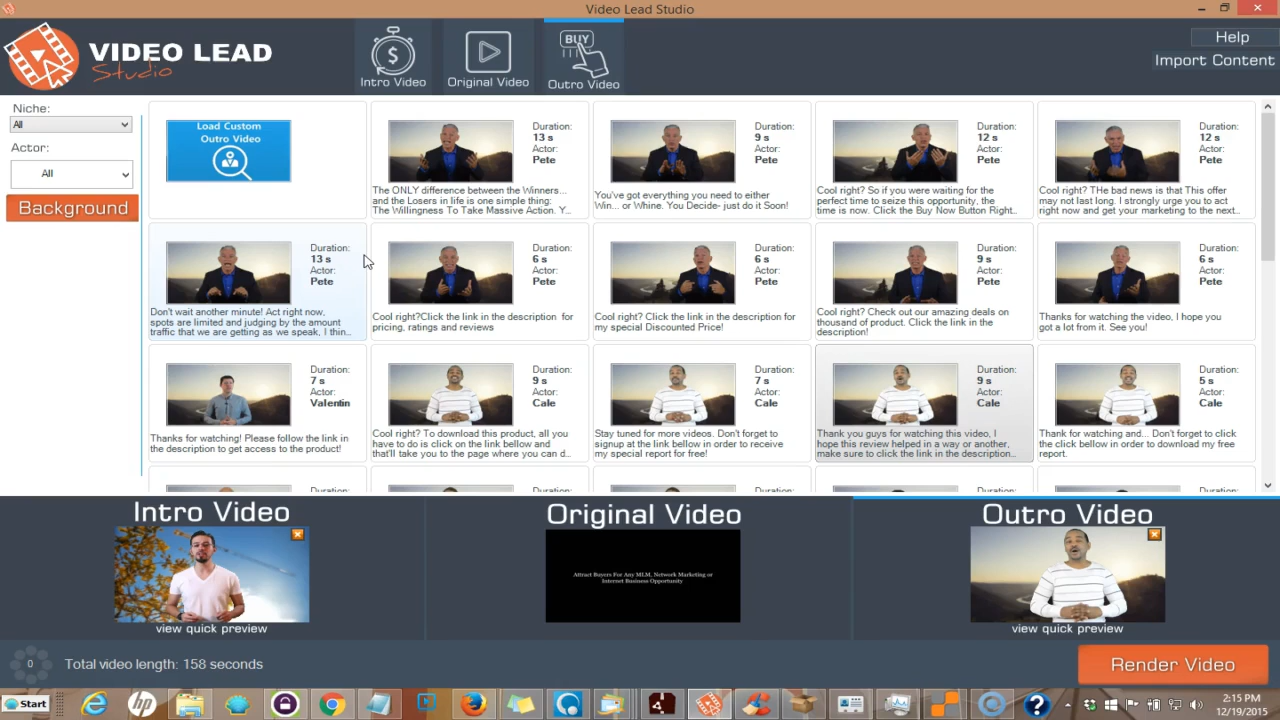 Video Lead Studio
VIDEO LEAD
Studio
Intro Video
Original Video
BUY
Outro Video
Help
Import Content
Niche:
All
Actor:
All
Background
Load Custom
Outro Video
Duration:
13 s
Actor:
Pete
The ONLY difference between the Winners...
and the Losers in life is one simple thing:
The Willingness To Take Massive Action. Y...
Duration:
9 s
Actor:
Pete
You've got everything you need to either
Win... or Whine. You Decide- just do it Soon!
Duration:
12 s
Actor:
Pete
Cool right? So if you were waiting for the
perfect time to seize this opportunity, the
time is now. Click the Buy Now Button Right...
Duration:
12 s
Actor:
Pete
Cool right? THe bad news is that This offer
may not last long. I strongly urge you to act
right now and get your marketing to the next...
Duration:
13 s
Actor:
Pete
Don't wait another minute! Act right now,
spots are limited and judging by the amount
traffic that we are getting as we speak, I thin...
Duration:
6 s
Actor:
Pete
Cool right?Click the link in the description for
pricing, ratings and reviews
Duration:
6 s
Actor:
Pete
Cool right? Click the link in the description for
my special Discounted Price!
Duration:
9 s
Actor:
Pete
Cool right? Check out our amazing deals on
thousand of product. Click the link in the
description!
Duration:
6 s
Actor:
Pete
Thanks for watching the video, I hope you
got a lot from it. See you!
Duration:
7 s
Actor:
Valentin
Thanks for watching! Please follow the link in
the description to get access to the product!
Duration:
9 s
Actor:
Cale
Cool right? To download this product, all you
have to do is click on the link bellow and
that'll take you to the page where you can d...
Duration:
7 s
Actor:
Cale
Stay tuned for more videos. Don't forget to
signup at the link bellow in order to receive
my special report for free!
Duration:
9 s
Actor:
Cale
Thank you guys for watching this video, I
hope this review helped in a way or another,
make sure to click the link in the description...
Duration:
5 s
Actor:
Cale
Thank for watching and... Don't forget to click
the click bellow in order to download my free
report.
Intro Video
view quick preview
Original Video
Attract Buyers For Any MLM, Network Marketing or
Internet Business Opportunity
Outro Video
view quick preview
0
Total video length: 158 seconds
Render Video
Start
2:15 PM
12/19/2015